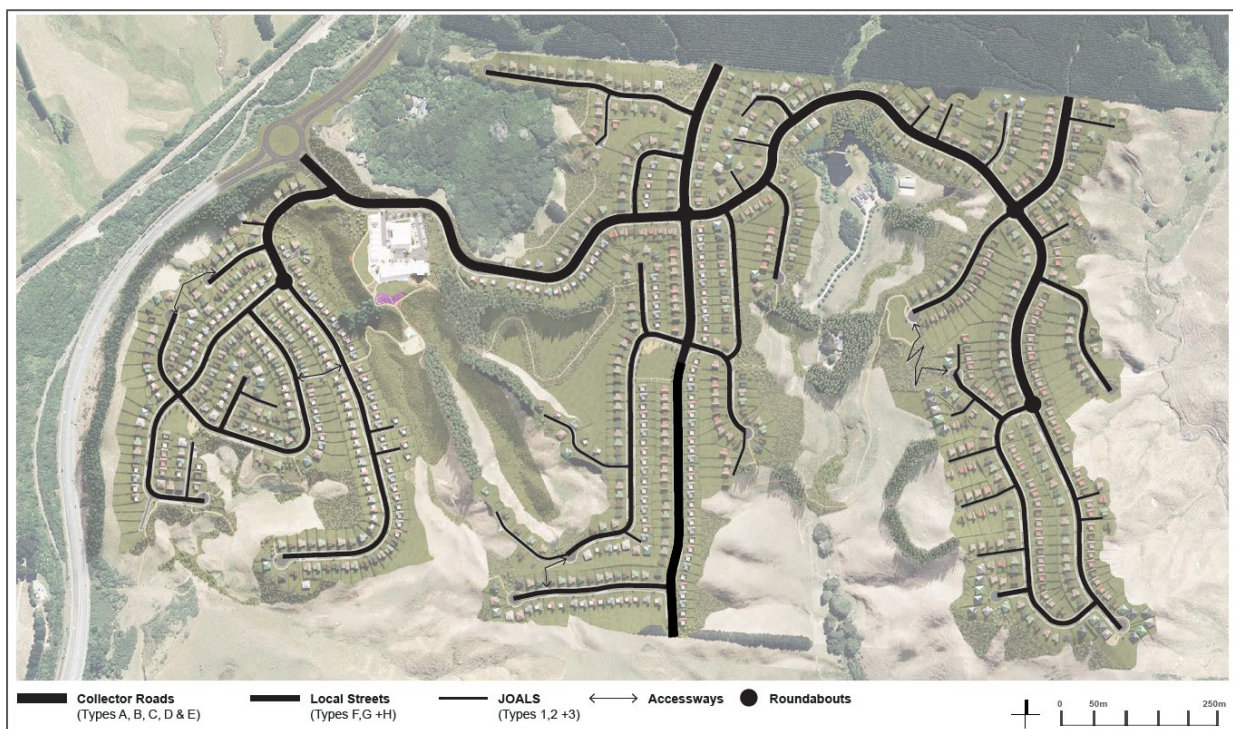 Collector Roads
(Types A, B, C, D & E)
Local Streets
(Types F,G +H)
JOALS
(Types 1,2 +3)
Accessways
Roundabouts
0 50m 250m